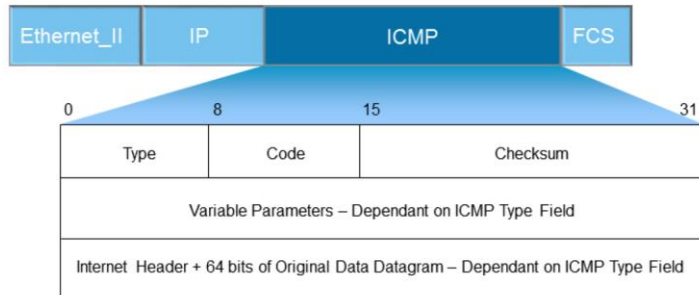 Ethernet_II IP ICMP FCS
0 8 15 31
Type Code Checksum
Variable Parameters – Dependant on ICMP Type Field
Internet Header + 64 bits of Original Data Datagram – Dependant on ICMP Type Field